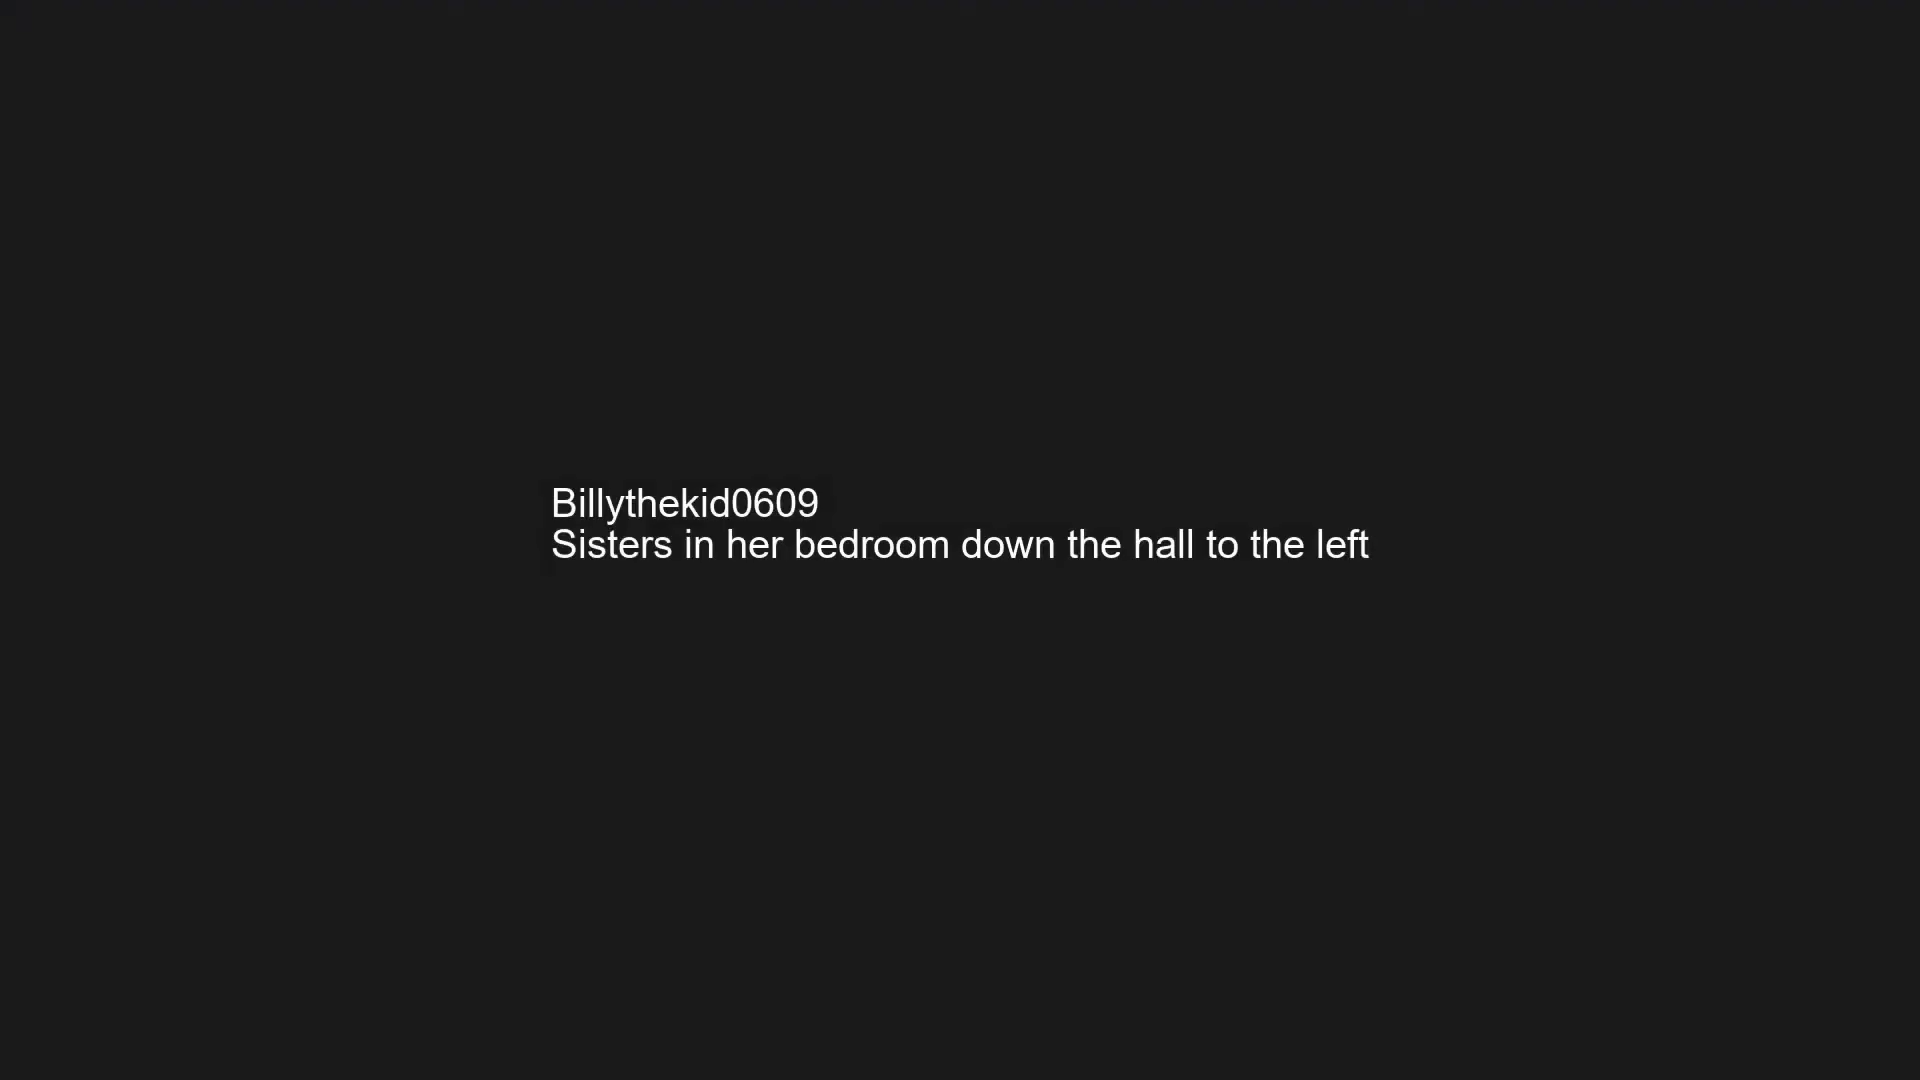 Billythekid0609
Sisters in her bedroom down the hall to the left